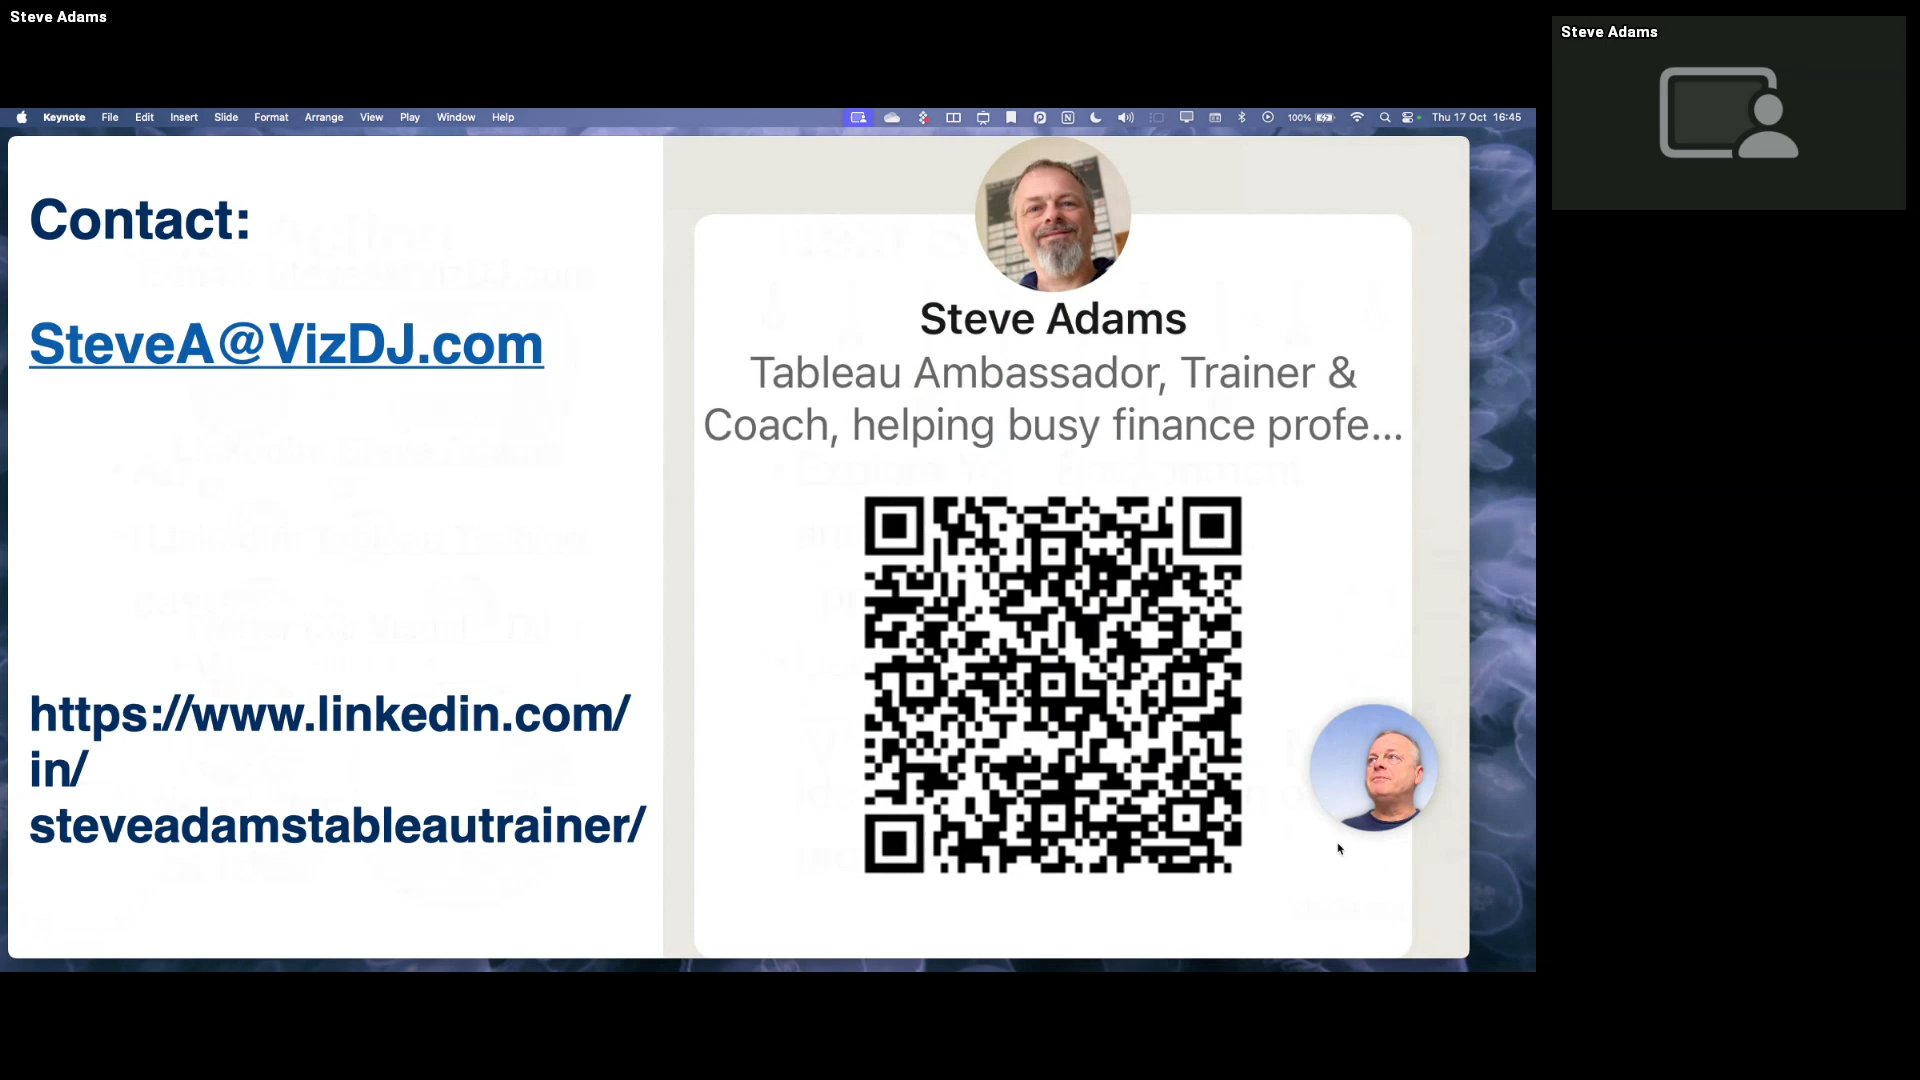 Steve Adams
Steve Adams
Keynote File Edit Insert Slide Format Arrange View Play Window Help 100% Thu 17 Oct 16:45
Contact:
SteveA@VizDJ.com
https://www.linkedin.com/
in/
steveadamstableautrainer/
Steve Adams
Tableau Ambassador, Trainer &
Coach, helping busy finance profe...